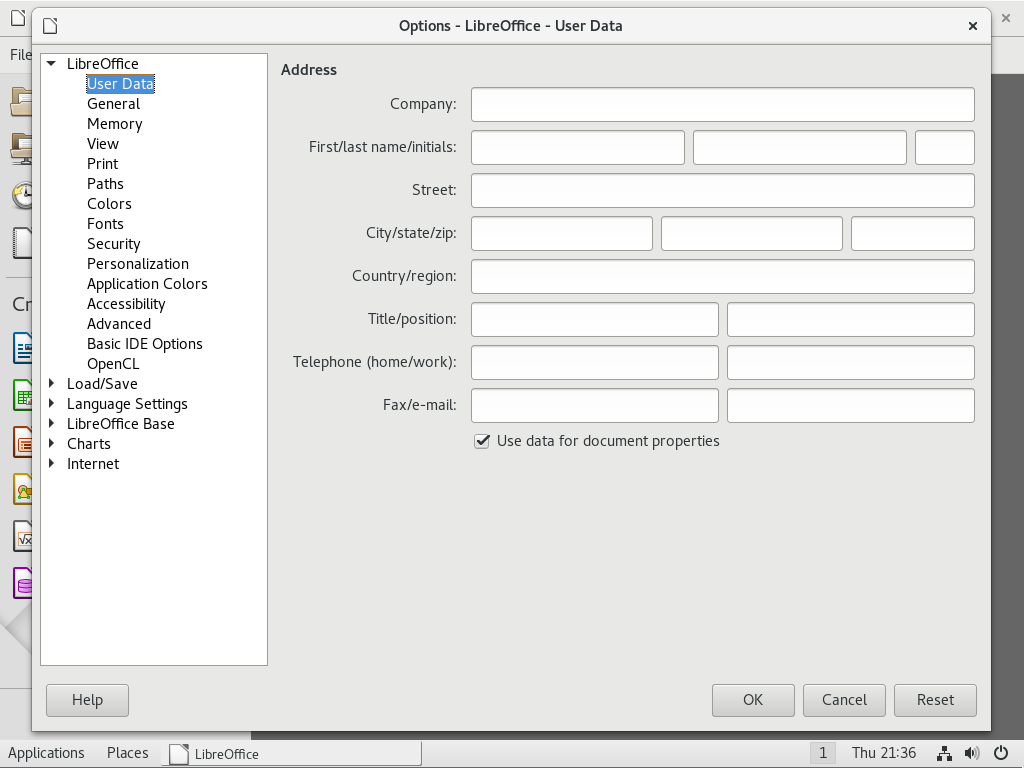 Options - LibreOffice - User Data
File
LibreOffice
User Data
General
Memory
View
Print
Paths
Colors
Fonts
Security
Personalization
Application Colors
Accessibility
Advanced
Basic IDE Options
OpenCL
Load/Save
Language Settings
LibreOffice Base
Charts
Internet
Address
Company:
First/last name/initials:
Street:
City/state/zip:
Country/region:
Title/position:
Telephone (home/work):
Fax/e-mail:
Use data for document properties
Cr
Help
OK
Cancel
Reset
Applications Places LibreOffice 1 Thu 21:36